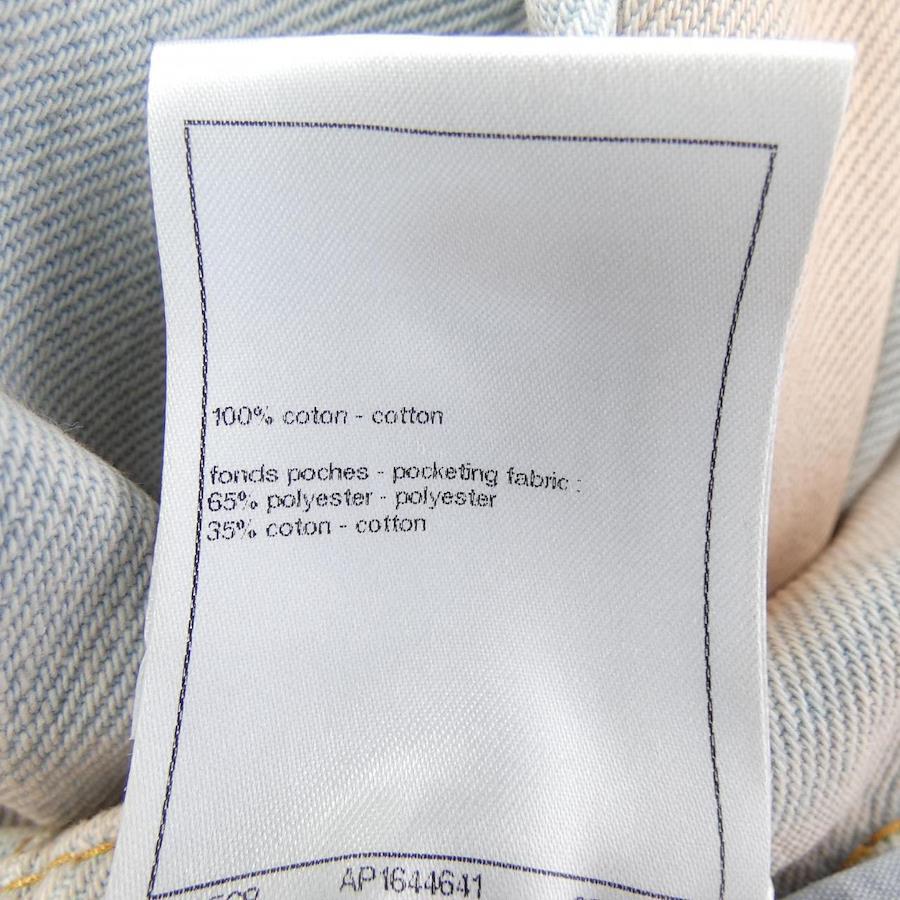 100% coton - cotton
fonds poches - pocketing fabric :
65% polyester - polyester
35% coton - cotton
AP1644641